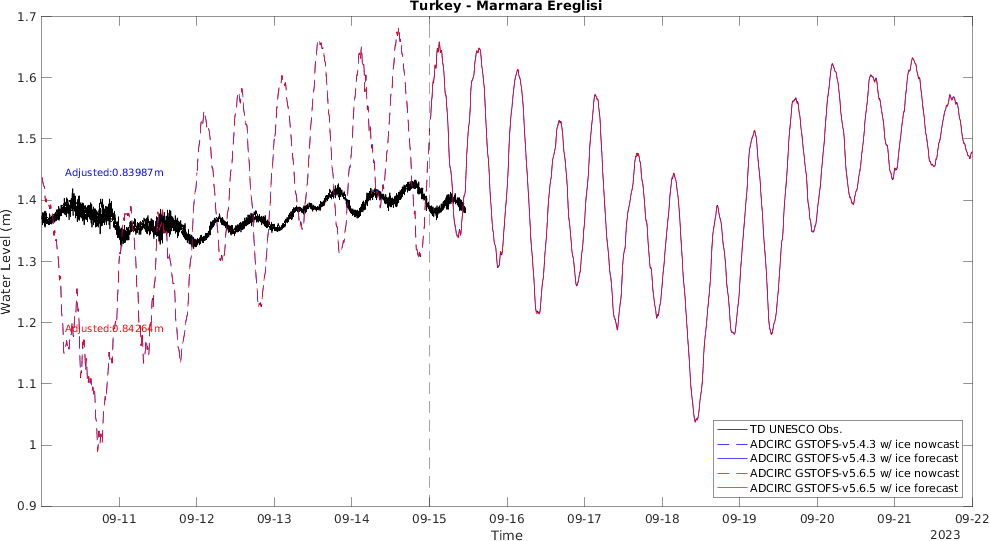 Turkey - Marmara Ereglisi
1.7
1.6
1.5
1.4
1.3
1.2
1.1
1
0.9
Water Level (m)
Adjusted:0.83987m
Adjusted:0.84264m
TD UNESCO Obs.
ADCIRC GSTOFS-v5.4.3 w/ ice nowcast
ADCIRC GSTOFS-v5.4.3 w/ ice forecast
ADCIRC GSTOFS-v5.6.5 w/ ice nowcast
ADCIRC GSTOFS-v5.6.5 w/ ice forecast
09-11 09-12 09-13 09-14 09-15 09-16 09-17 09-18 09-19 09-20 09-21 09-22
Time
2023